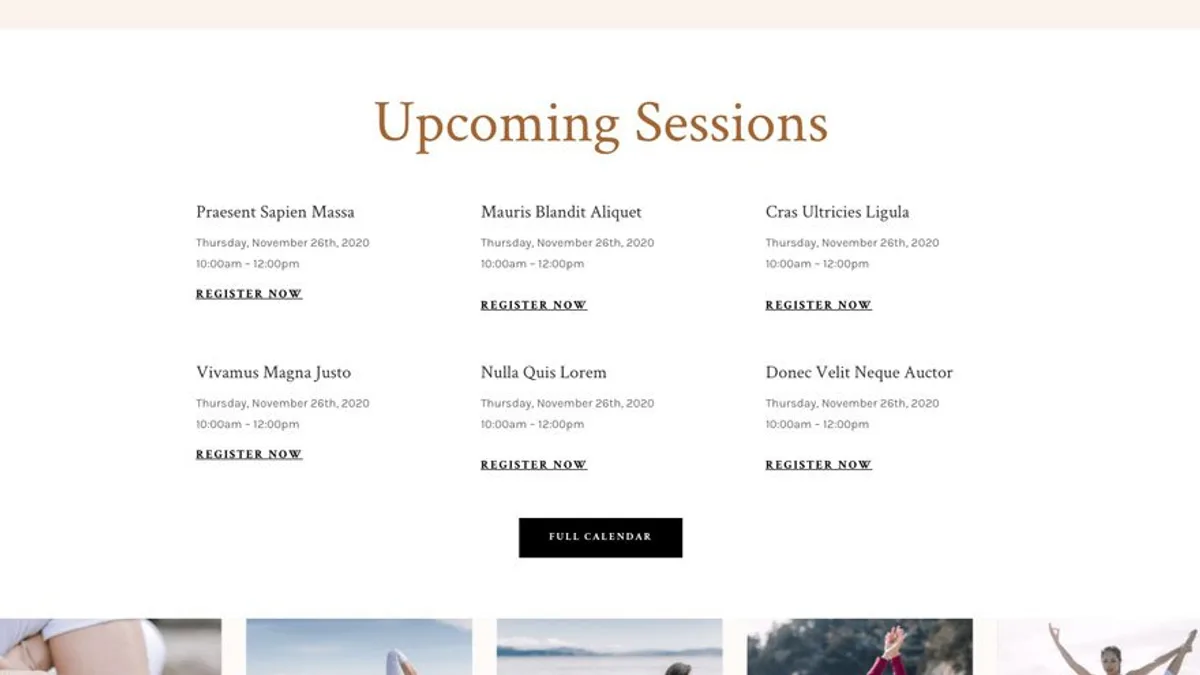 Upcoming Sessions
Praesent Sapien Massa
Thursday, November 26th, 2020
10:00am – 12:00pm
REGISTER NOW
Mauris Blandit Aliquet
Thursday, November 26th, 2020
10:00am – 12:00pm
REGISTER NOW
Cras Ultricies Ligula
Thursday, November 26th, 2020
10:00am – 12:00pm
REGISTER NOW
Vivamus Magna Justo
Thursday, November 26th, 2020
10:00am – 12:00pm
REGISTER NOW
Nulla Quis Lorem
Thursday, November 26th, 2020
10:00am – 12:00pm
REGISTER NOW
Donec Velit Neque Auctor
Thursday, November 26th, 2020
10:00am – 12:00pm
REGISTER NOW
FULL CALENDAR